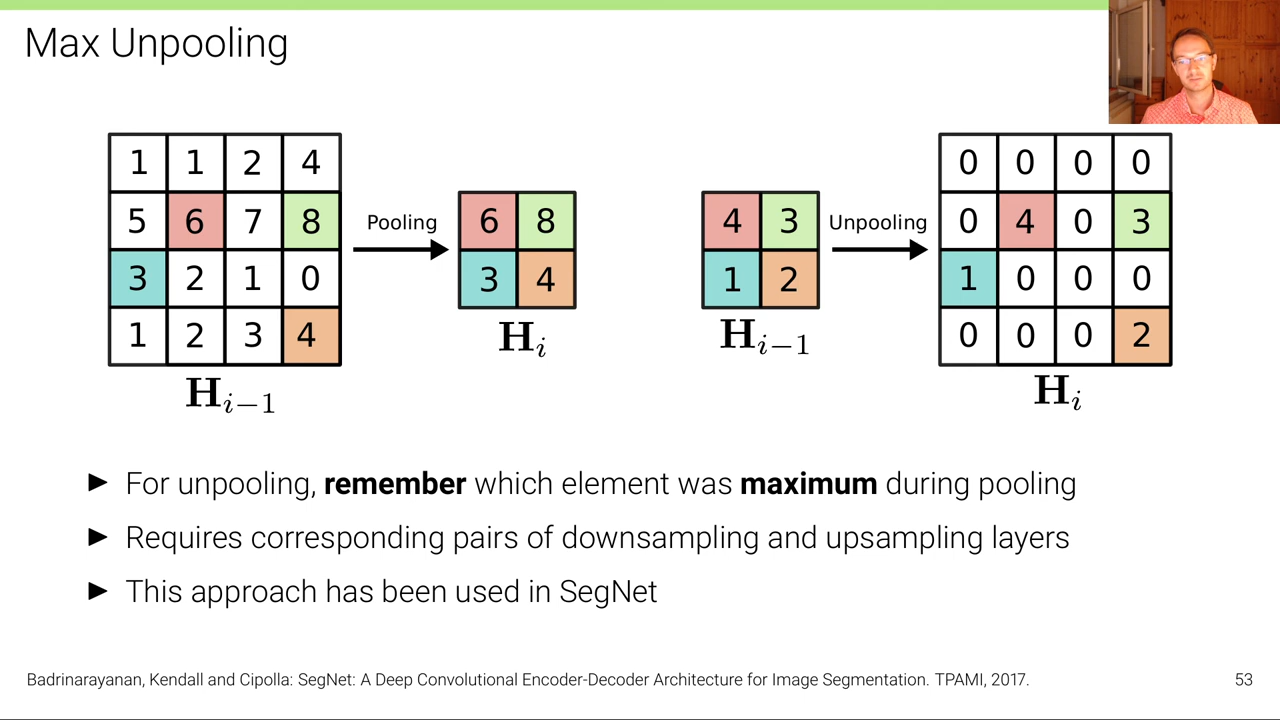 Max Unpooling
1 1 2 4
5 6 7 8
3 2 1 0
1 2 3 4
H_{i−1}
Pooling
6 8
3 4
H_i
4 3
1 2
H_{i−1}
Unpooling
0 0 0 0
0 4 0 3
1 0 0 0
0 0 0 2
H_i
► For unpooling, remember which element was maximum during pooling
► Requires corresponding pairs of downsampling and upsampling layers
► This approach has been used in SegNet
Badrinarayanan, Kendall and Cipolla: SegNet: A Deep Convolutional Encoder-Decoder Architecture for Image Segmentation. TPAMI, 2017.
53